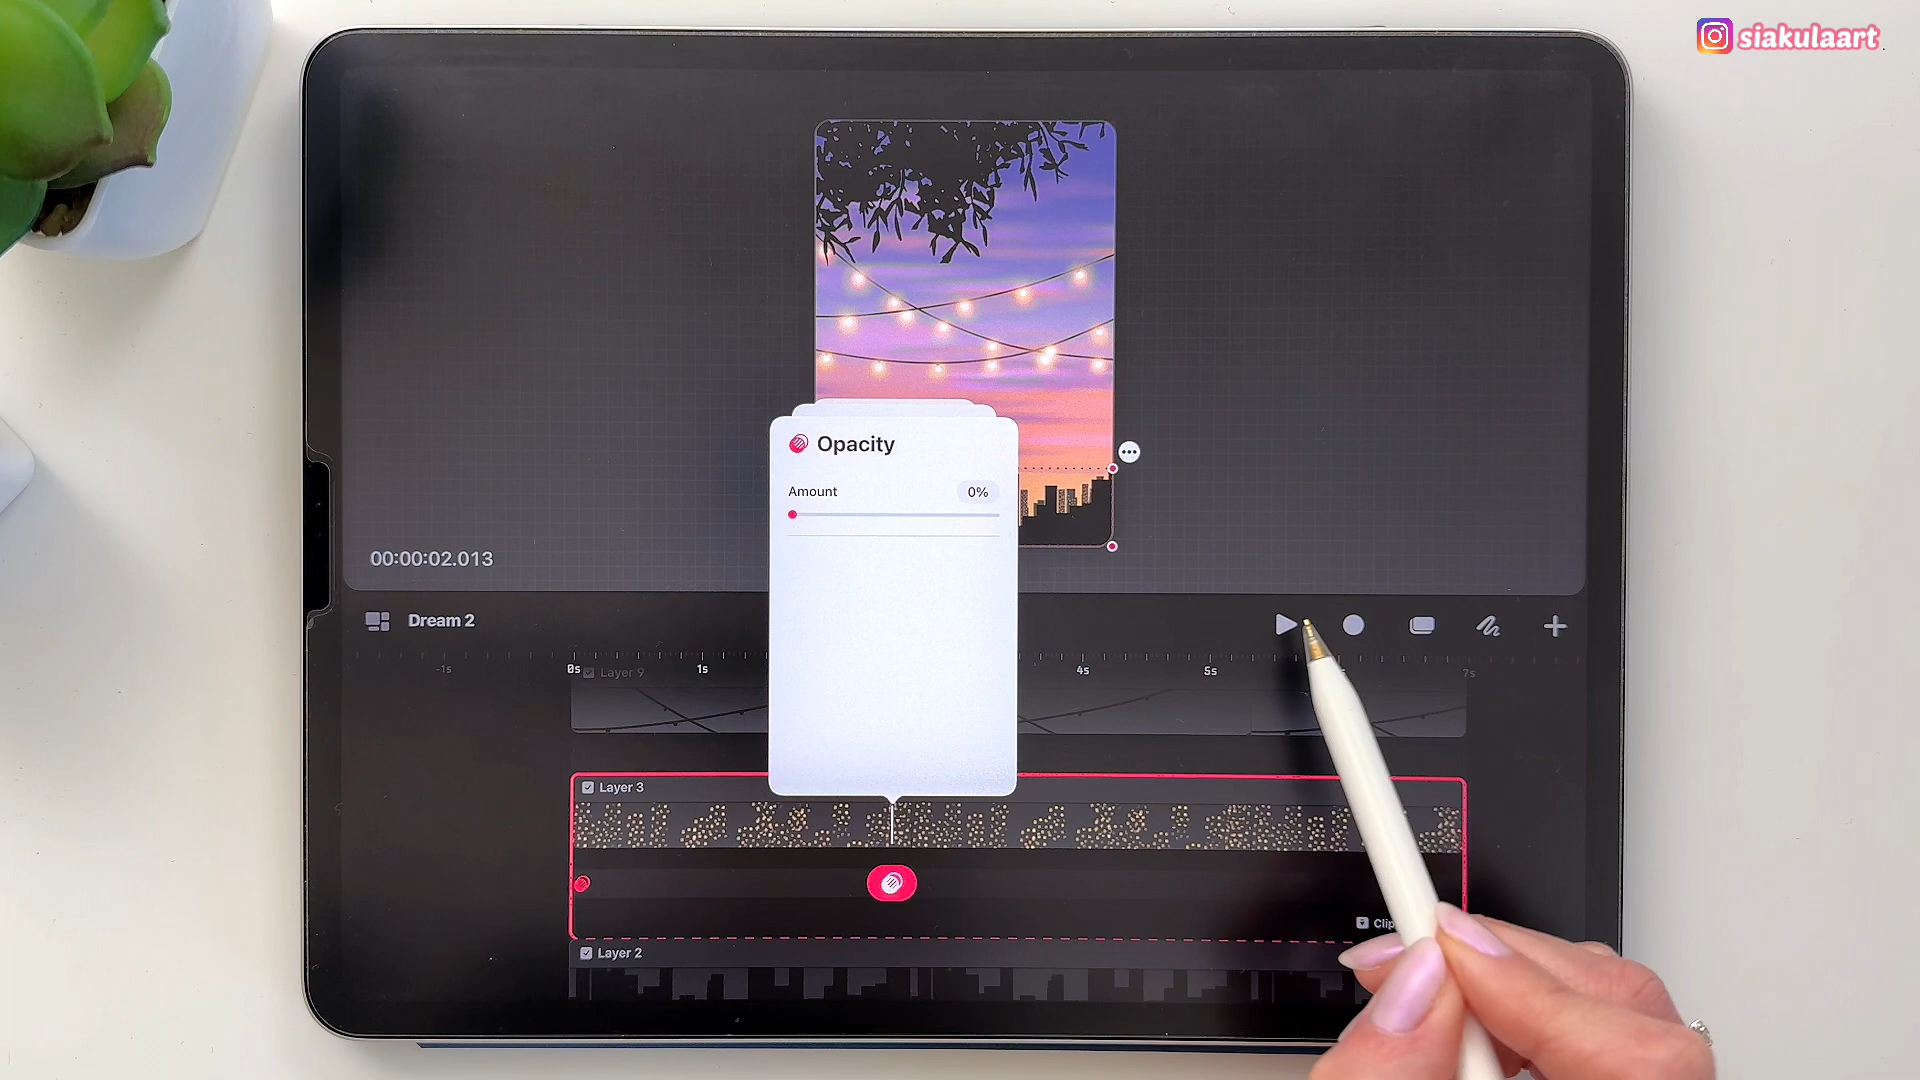 siakulaart
Opacity
Amount 0%
00:00:02.013
Dream 2
-1s 0s 1s 4s 5s 7s
Layer 9
Layer 3
Layer 2